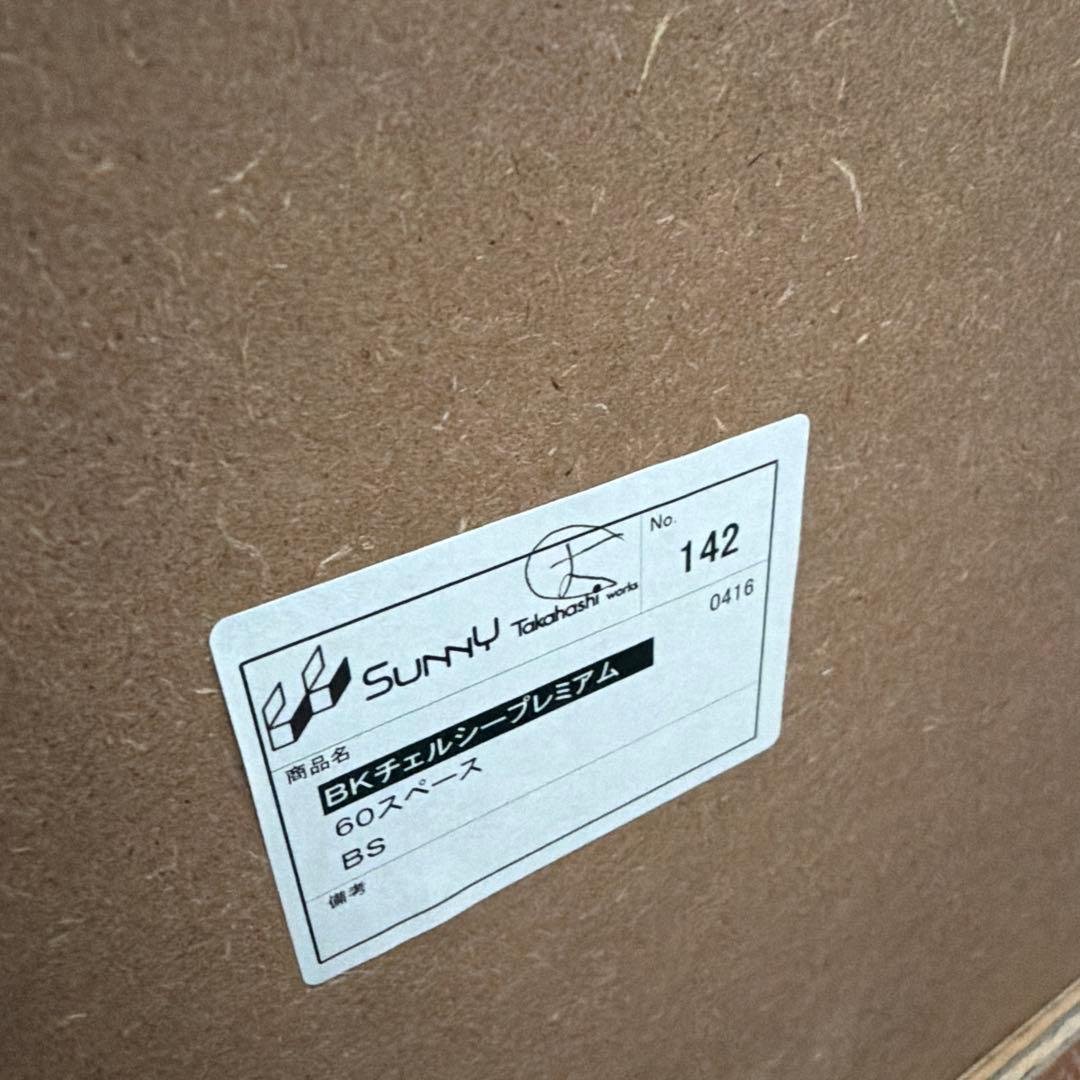 SUNNY Takahashi works
No.
142
0416
商品名
BKチェルシープレミアム
60スペース
BS
備考